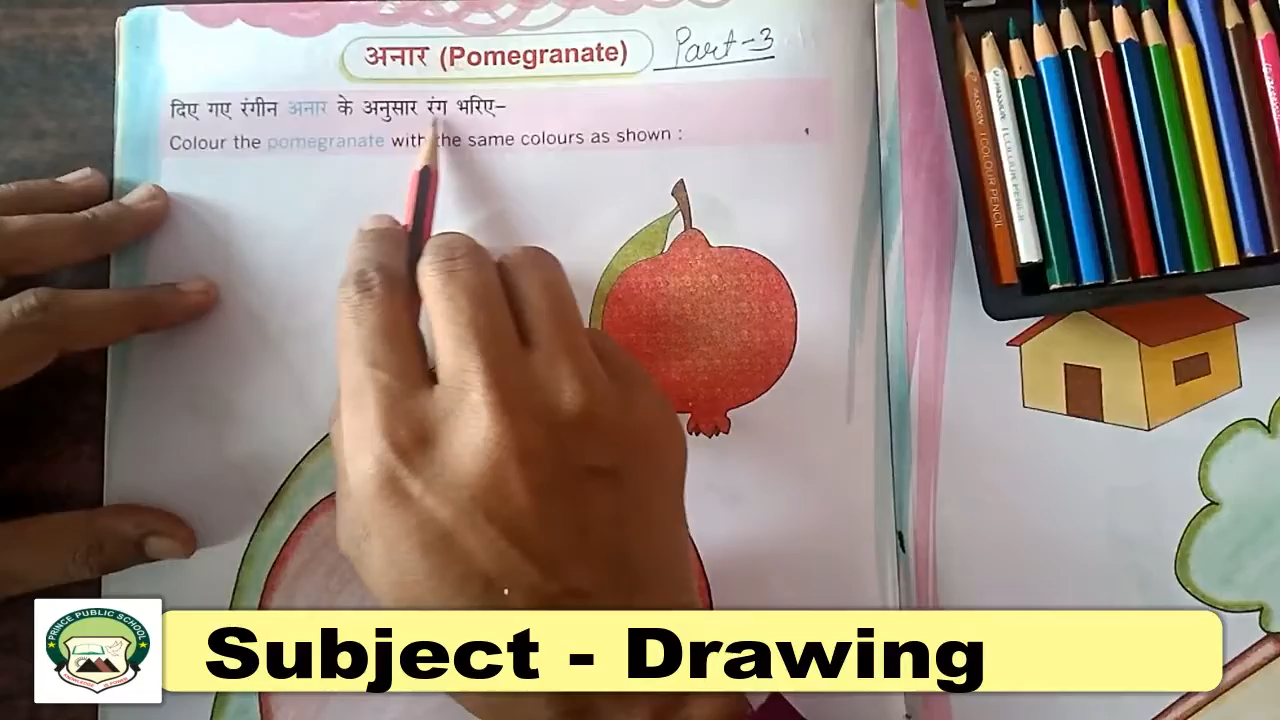 अनार (Pomegranate) Part-3
दिए गए रंगीन अनार के अनुसार रंग भरिए–
Colour the pomegranate with the same colours as shown :
COLOUR PENCIL
PRINCE PUBLIC SCHOOL
Subject - Drawing